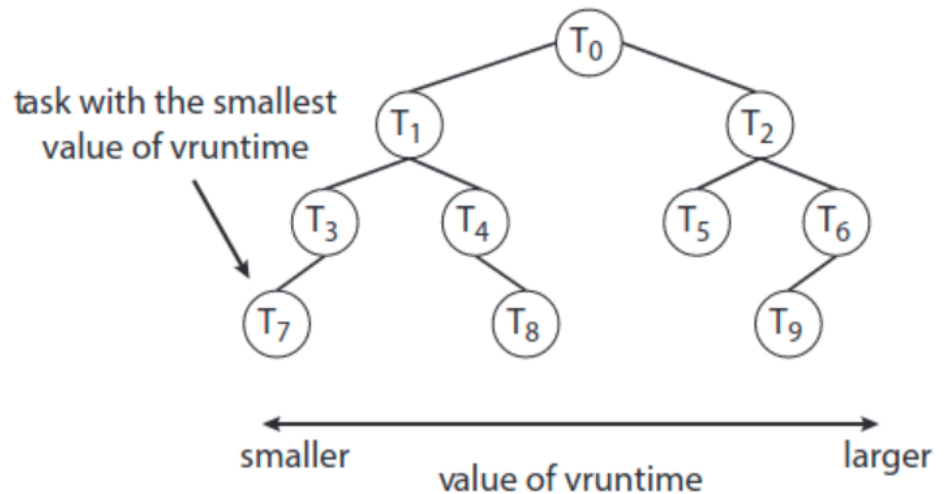 T0
task with the smallest
value of vruntime
T1
T2
T3
T4
T5
T6
T7
T8
T9
smaller
larger
value of vruntime